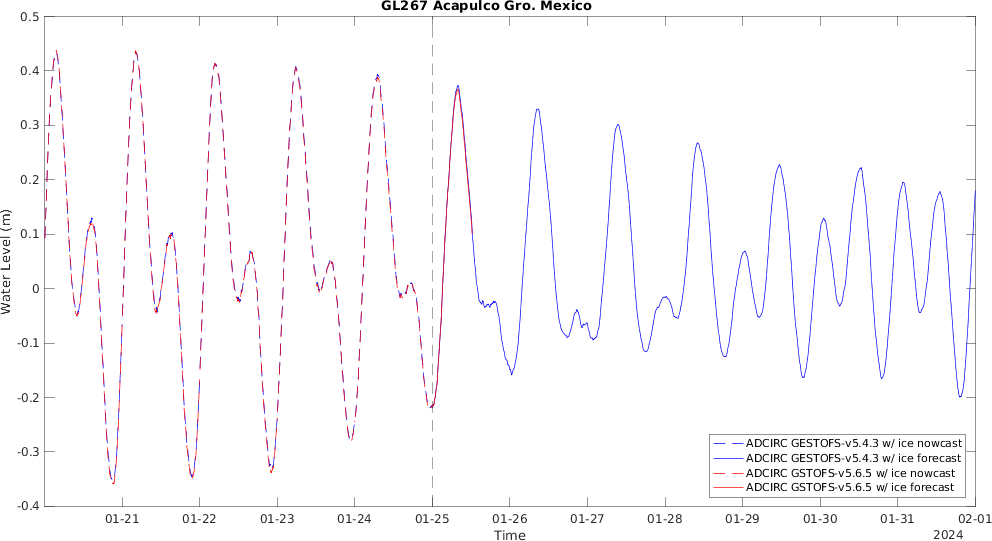 GL267 Acapulco Gro. Mexico
0.5
0.4
0.3
0.2
0.1
0
-0.1
-0.2
-0.3
-0.4
Water Level (m)
01-21 01-22 01-23 01-24 01-25 01-26 01-27 01-28 01-29 01-30 01-31 02-01
Time
2024
ADCIRC GESTOFS-v5.4.3 w/ ice nowcast
ADCIRC GESTOFS-v5.4.3 w/ ice forecast
ADCIRC GSTOFS-v5.6.5 w/ ice nowcast
ADCIRC GSTOFS-v5.6.5 w/ ice forecast